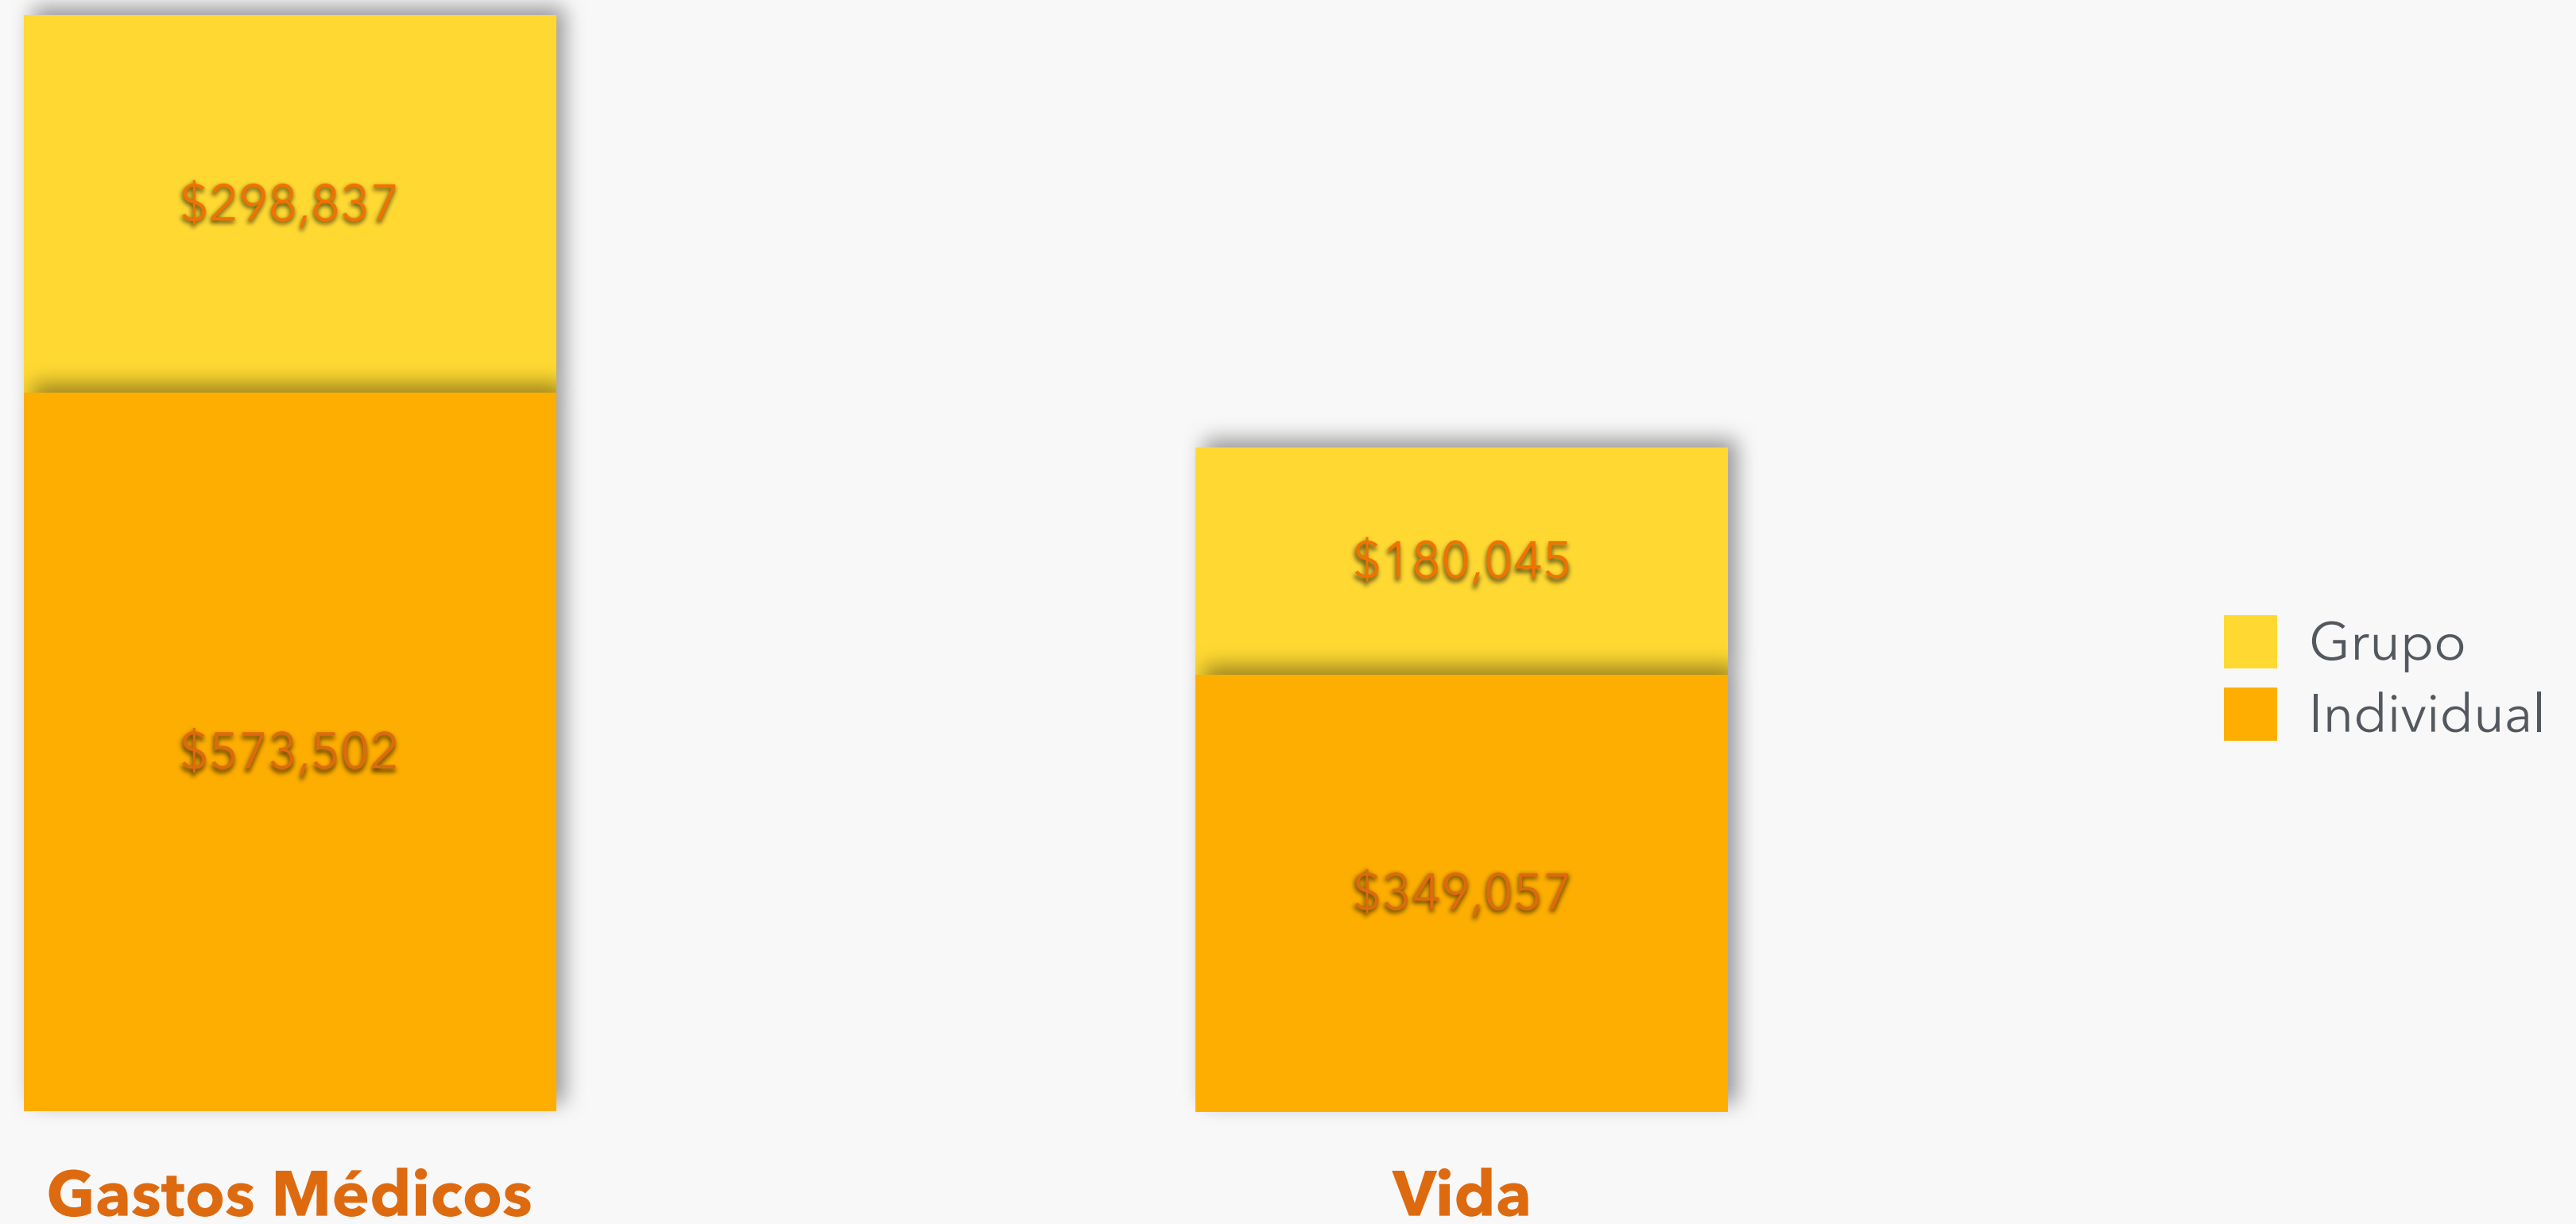 $298,837
$573,502
$180,045
$349,057
Grupo
Individual
Gastos Médicos
Vida